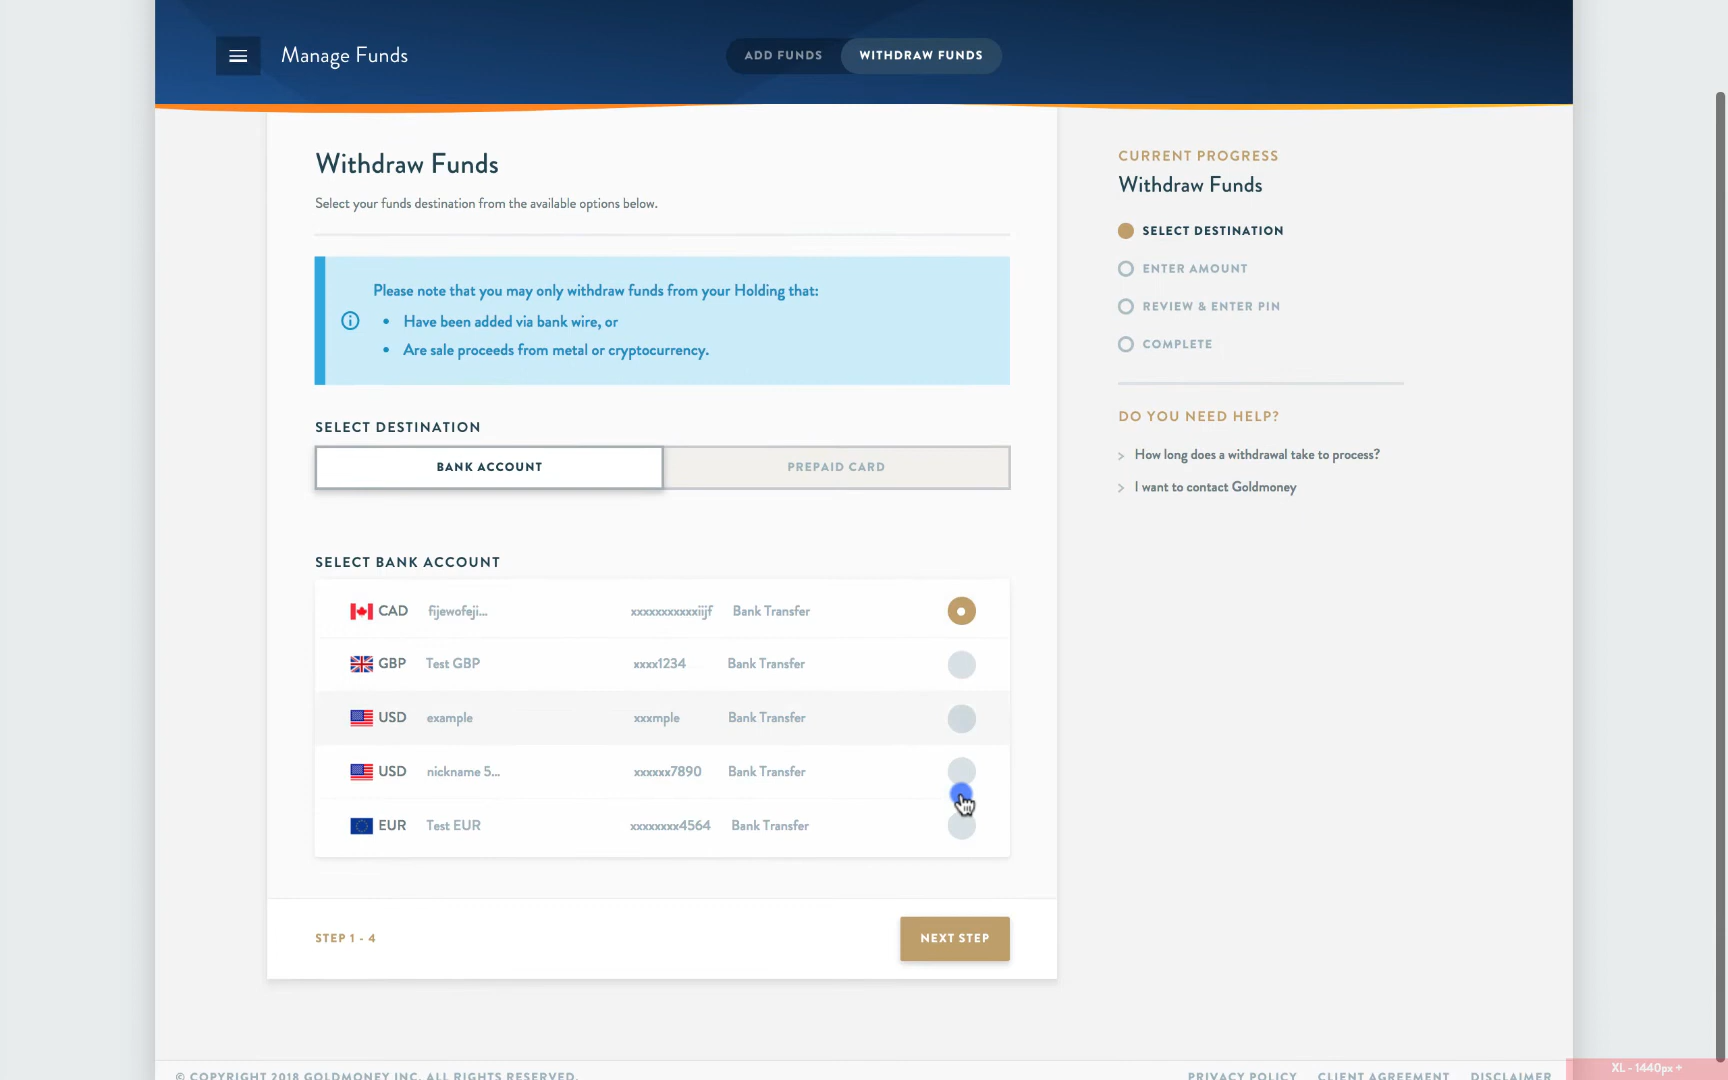 Manage Funds
ADD FUNDS
WITHDRAW FUNDS
Withdraw Funds
Select your funds destination from the available options below.
Please note that you may only withdraw funds from your Holding that:
• Have been added via bank wire, or
• Are sale proceeds from metal or cryptocurrency.
SELECT DESTINATION
BANK ACCOUNT
PREPAID CARD
SELECT BANK ACCOUNT
CAD fijewofeji... xxxxxxxxxxxiijf Bank Transfer
GBP Test GBP xxxx1234 Bank Transfer
USD example xxxmple Bank Transfer
USD nickname 5... xxxxxx7890 Bank Transfer
EUR Test EUR xxxxxxxx4564 Bank Transfer
STEP 1 - 4
NEXT STEP
CURRENT PROGRESS
Withdraw Funds
SELECT DESTINATION
ENTER AMOUNT
REVIEW & ENTER PIN
COMPLETE
DO YOU NEED HELP?
How long does a withdrawal take to process?
I want to contact Goldmoney
© COPYRIGHT 2018 GOLDMONEY INC. ALL RIGHTS RESERVED.
PRIVACY POLICY CLIENT AGREEMENT DISCLAIMER
XL - 1440px +